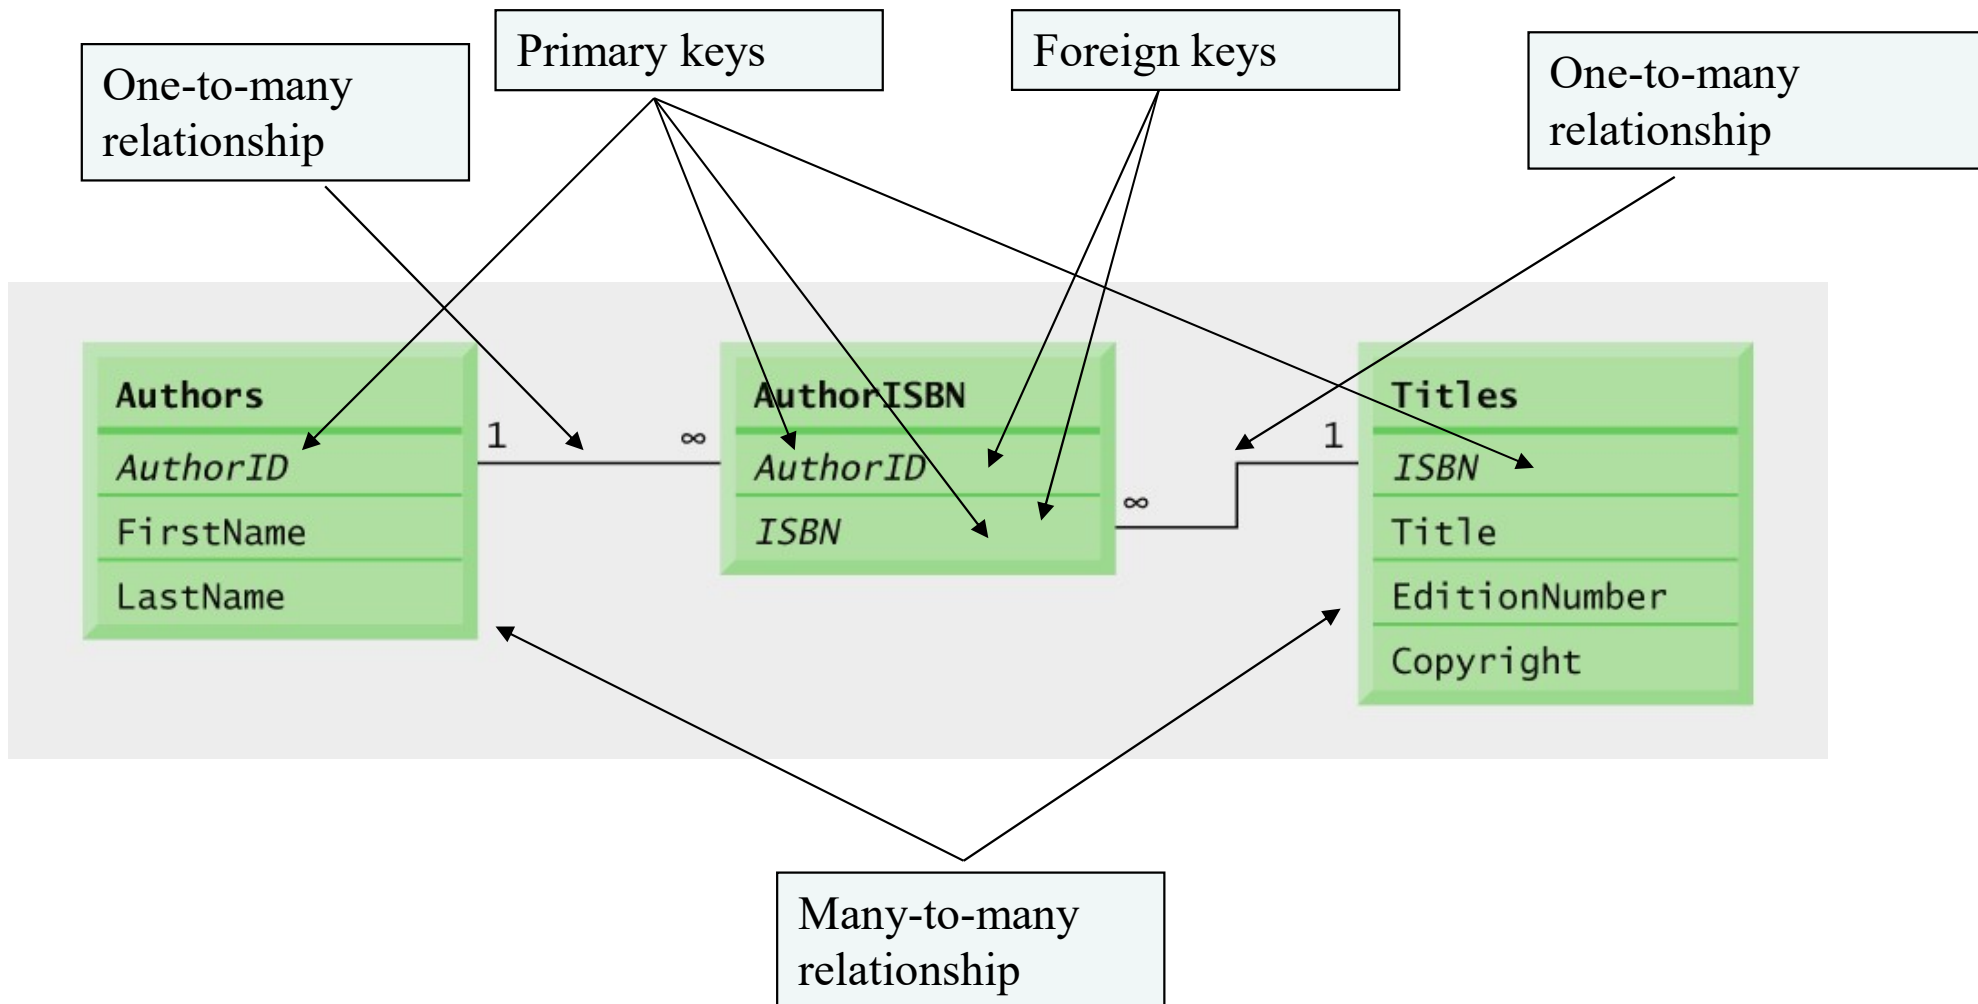 Primary keys
Foreign keys
One-to-many
relationship
One-to-many
relationship
Authors
AuthorID
FirstName
LastName
1
∞
AuthorISBN
AuthorID
ISBN
∞
1
Titles
ISBN
Title
EditionNumber
Copyright
Many-to-many
relationship